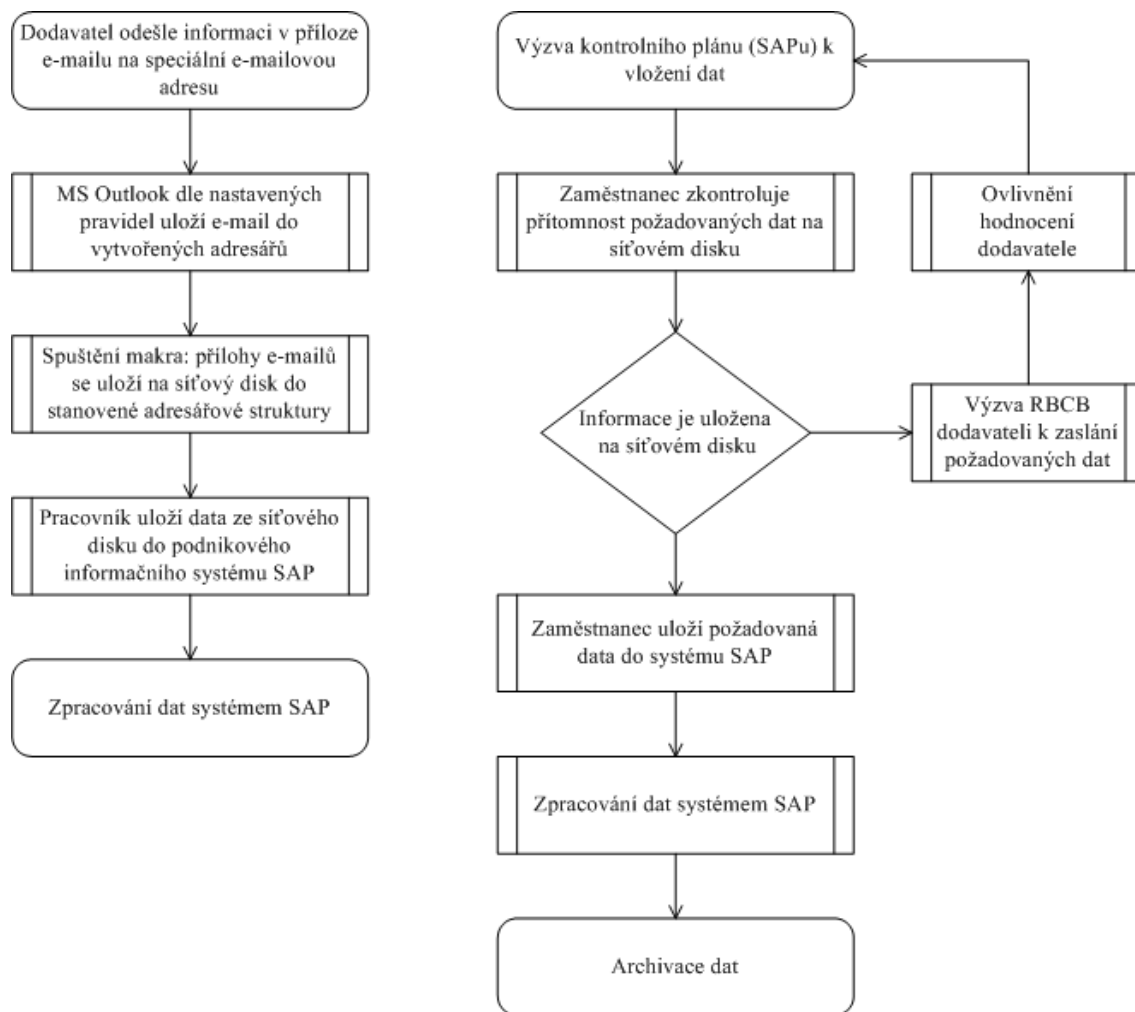 Dodavatel odešle informaci v příloze
e-mailu na speciální e-mailovou
adresu
MS Outlook dle nastavených
pravidel uloží e-mail do
vytvořených adresářů
Spuštění makra: přílohy e-mailů
se uloží na síťový disk do
stanovené adresářové struktury
Pracovník uloží data ze síťového
disku do podnikového
informačního systému SAP
Zpracování dat systémem SAP
Výzva kontrolního plánu (SAPu) k
vložení dat
Zaměstnanec zkontroluje
přítomnost požadovaných dat na
síťovém disku
Informace je uložena
na síťovém disku
Zaměstnanec uloží požadovaná
data do systému SAP
Zpracování dat systémem SAP
Archivace dat
Ovlivnění
hodnocení
dodavatele
Výzva RBCB
dodavateli k zaslání
požadovaných dat